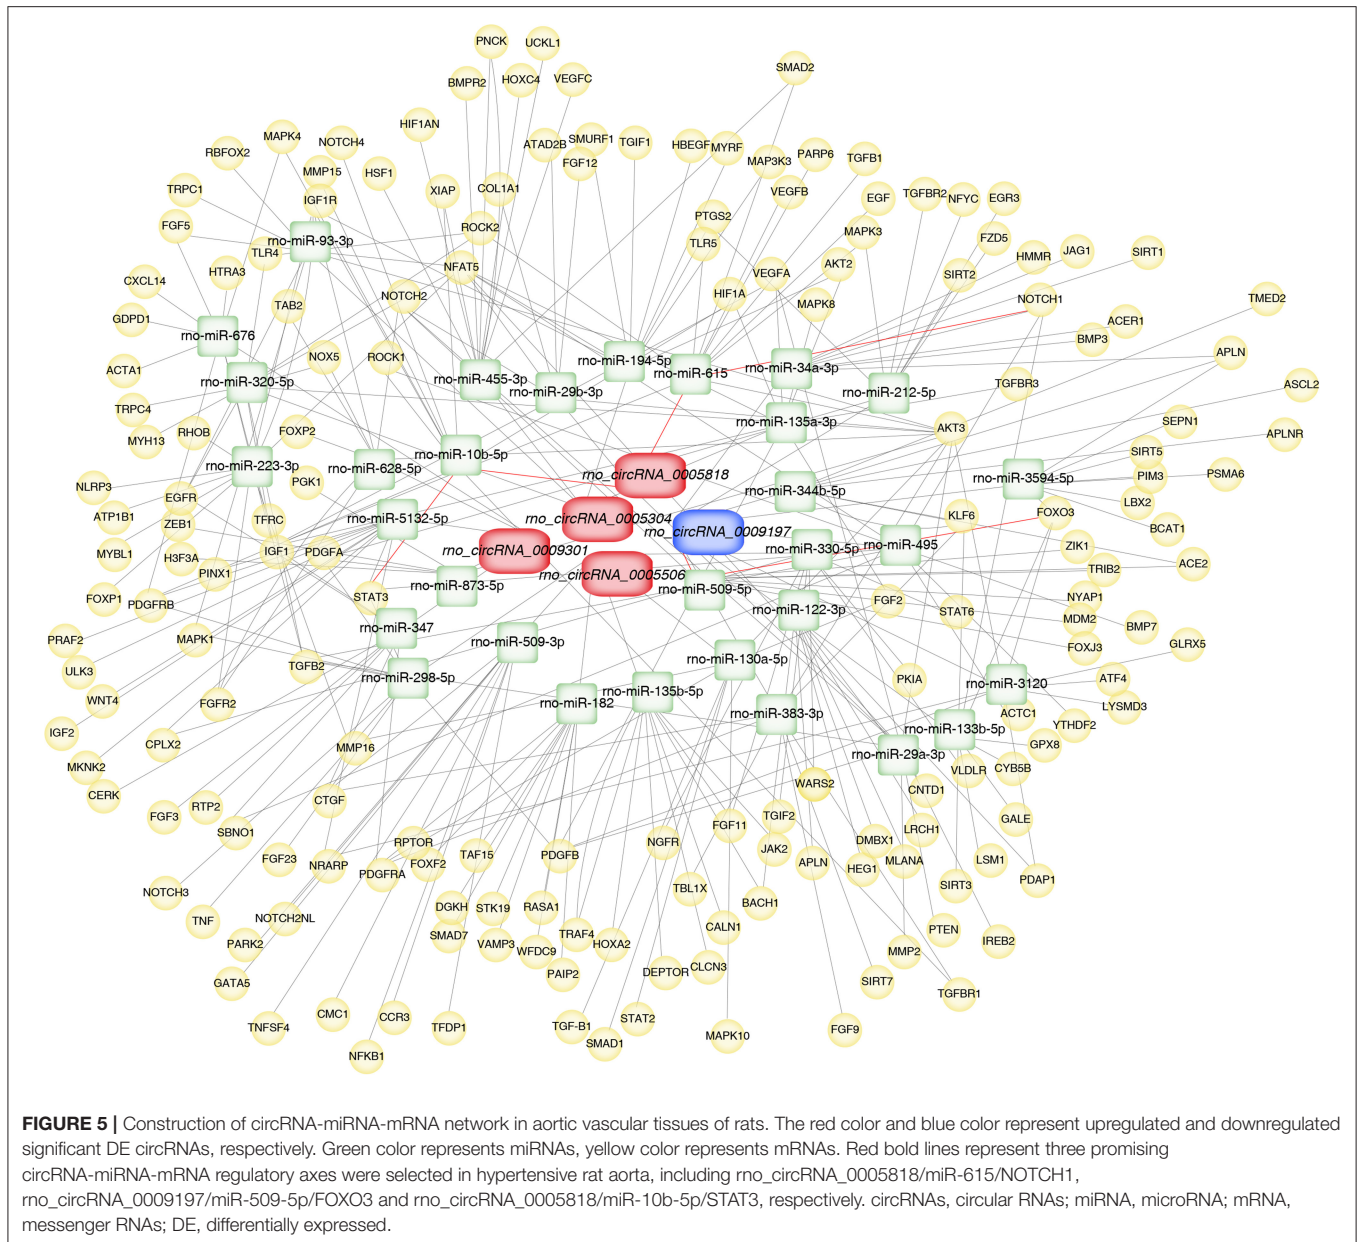 PNCK
UCKL1
SMAD2
BMPR2
HOXC4
VEGFC
HIF1AN
MAPK4
NOTCH4
ATAD2B
SMURF1
TGIF1
HBEGF
MYRF
RBFOX2
MMP15
HSF1
FGF12
MAP3K3
PARP6
TGFB1
TRPC1
IGF1R
XIAP
COL1A1
VEGFB
EGF
TGFBR2
NFYC
EGR3
FGF5
rno-miR-93-3p
ROCK2
PTGS2
MAPK3
FZD5
JAG1
SIRT1
TLR4
TLR5
HMMR
CXCL14
HTRA3
NFAT5
VEGFA
AKT2
SIRT2
TAB2
NOTCH2
HIF1A
MAPK8
NOTCH1
TMED2
GDPD1
rno-miR-676
ACER1
BMP3
ACTA1
NOX5
ROCK1
rno-miR-194-5p
rno-miR-615
rno-miR-34a-3p
APLN
rno-miR-320-5p
rno-miR-455-3p
rno-miR-29b-3p
rno-miR-212-5p
TGFBR3
ASCL2
TRPC4
MYH13
RHOB
FOXP2
rno-miR-135a-3p
AKT3
SEPN1
APLNR
rno-miR-223-3p
rno-miR-628-5p
rno-miR-10b-5p
rno_circRNA_0005818
SIRT5
PIM3
PSMA6
NLRP3
EGFR
PGK1
rno-miR-344b-5p
rno-miR-3594-5p
LBX2
ATP1B1
ZEB1
TFRC
rno-miR-5132-5p
rno_circRNA_0005304
rno_circRNA_0009197
KLF6
FOXO3
BCAT1
MYBL1
H3F3A
IGF1
PDGFA
rno_circRNA_0009301
rno-miR-330-5p
rno-miR-495
ZIK1
PINX1
TRIB2
ACE2
FOXP1
PDGFRB
STAT3
rno-miR-873-5p
rno_circRNA_0005506
rno-miR-509-5p
FGF2
NYAP1
rno-miR-122-3p
STAT6
MDM2
BMP7
PRAF2
MAPK1
rno-miR-347
rno-miR-509-3p
FOXJ3
GLRX5
ULK3
TGFB2
rno-miR-298-5p
rno-miR-130a-5p
PKIA
rno-miR-3120
ATF4
WNT4
FGFR2
rno-miR-182
rno-miR-135b-5p
rno-miR-383-3p
ACTC1
LYSMD3
IGF2
YTHDF2
CPLX2
MMP16
rno-miR-133b-5p
GPX8
MKNK2
rno-miR-29a-3p
VLDLR
CYB5B
CERK
WARS2
CNTD1
FGF3
RTP2
CTGF
GALE
SBNO1
FGF11
TGIF2
LRCH1
RPTOR
NGFR
DMBX1
FGF23
NRARP
FOXF2
TAF15
PDGFB
JAK2
APLN
HEG1
MLANA
LSM1
PDGFRA
PDAP1
NOTCH3
TBL1X
SIRT3
TNF
NOTCH2NL
DGKH
STK19
RASA1
BACH1
PARK2
SMAD7
VAMP3
WFDC9
TRAF4
HOXA2
CALN1
PTEN
IREB2
GATA5
PAIP2
DEPTOR
CLCN3
MMP2
SIRT7
TGFBR1
TNFSF4
CMC1
CCR3
TFDP1
TGF-B1
STAT2
MAPK10
FGF9
NFKB1
SMAD1
FIGURE 5 | Construction of circRNA-miRNA-mRNA network in aortic vascular tissues of rats. The red color and blue color represent upregulated and downregulated
significant DE circRNAs, respectively. Green color represents miRNAs, yellow color represents mRNAs. Red bold lines represent three promising
circRNA-miRNA-mRNA regulatory axes were selected in hypertensive rat aorta, including rno_circRNA_0005818/miR-615/NOTCH1,
rno_circRNA_0009197/miR-509-5p/FOXO3 and rno_circRNA_0005818/miR-10b-5p/STAT3, respectively. circRNAs, circular RNAs; miRNA, microRNA; mRNA,
messenger RNAs; DE, differentially expressed.